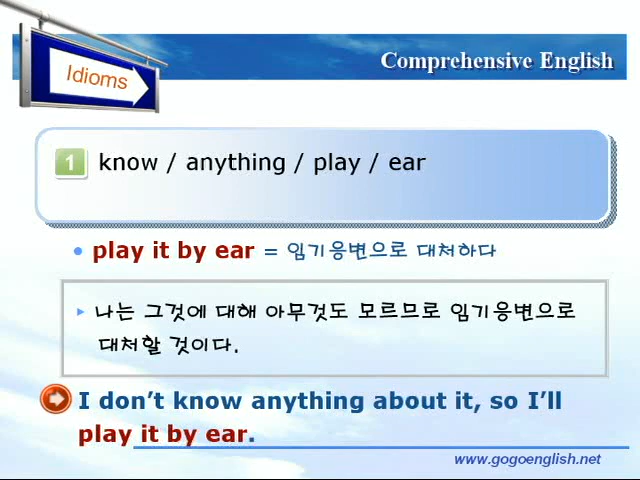 Comprehensive English
Idioms
1 know / anything / play / ear
• play it by ear = 임기응변으로 대처하다
▸ 나는 그것에 대해 아무것도 모르므로 임기응변으로
대처할 것이다.
I don't know anything about it, so I'll
play it by ear.
www.gogoenglish.net